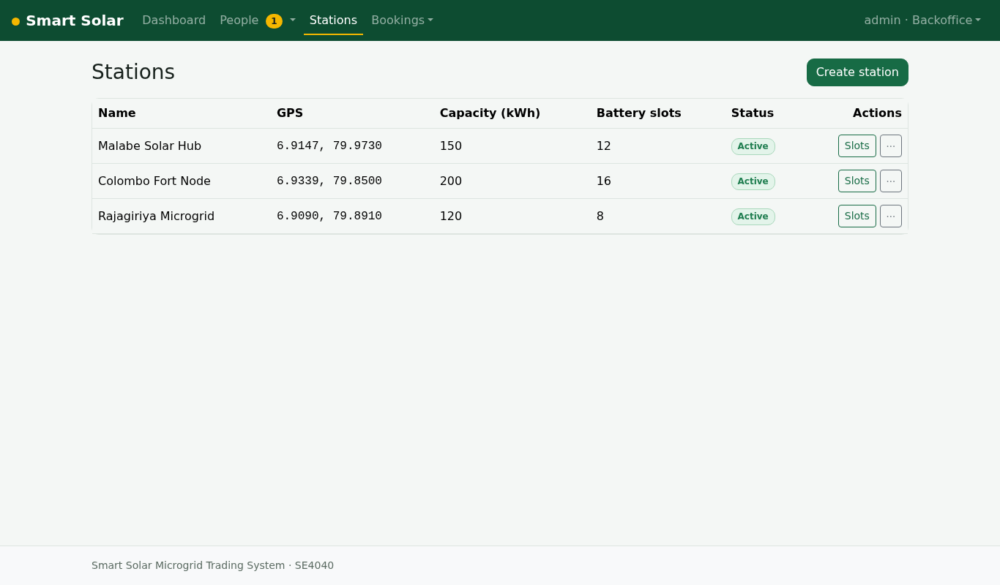 Smart Solar Dashboard People 1 Stations Bookings admin · Backoffice
Stations Create station
Name GPS Capacity (kWh) Battery slots Status Actions
Malabe Solar Hub 6.9147, 79.9730 150 12 Active Slots ...
Colombo Fort Node 6.9339, 79.8500 200 16 Active Slots ...
Rajagiriya Microgrid 6.9090, 79.8910 120 8 Active Slots ...
Smart Solar Microgrid Trading System · SE4040